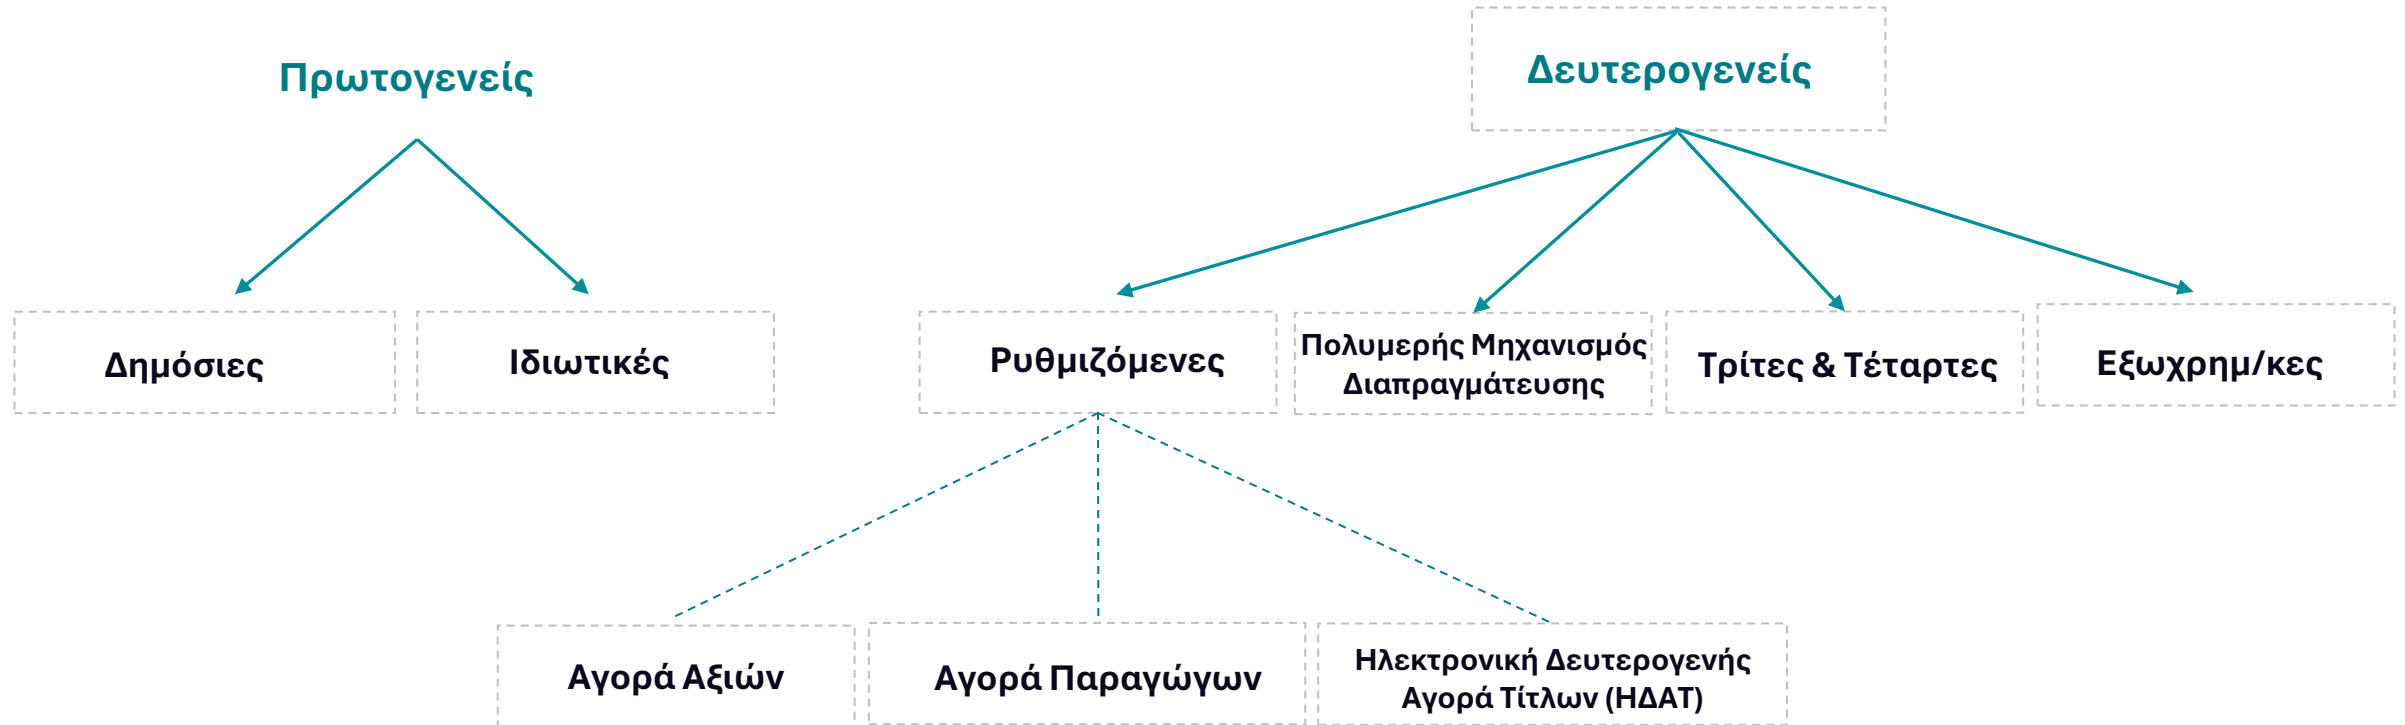 Πρωτογενείς
Δευτερογενείς
Δημόσιες
Ιδιωτικές
Ρυθμιζόμενες
Πολυμερής Μηχανισμός
Διαπραγμάτευσης
Τρίτες & Τέταρτες
Εξωχρημ/κες
Αγορά Αξιών
Αγορά Παραγώγων
Ηλεκτρονική Δευτερογενής
Αγορά Τίτλων (ΗΔΑΤ)